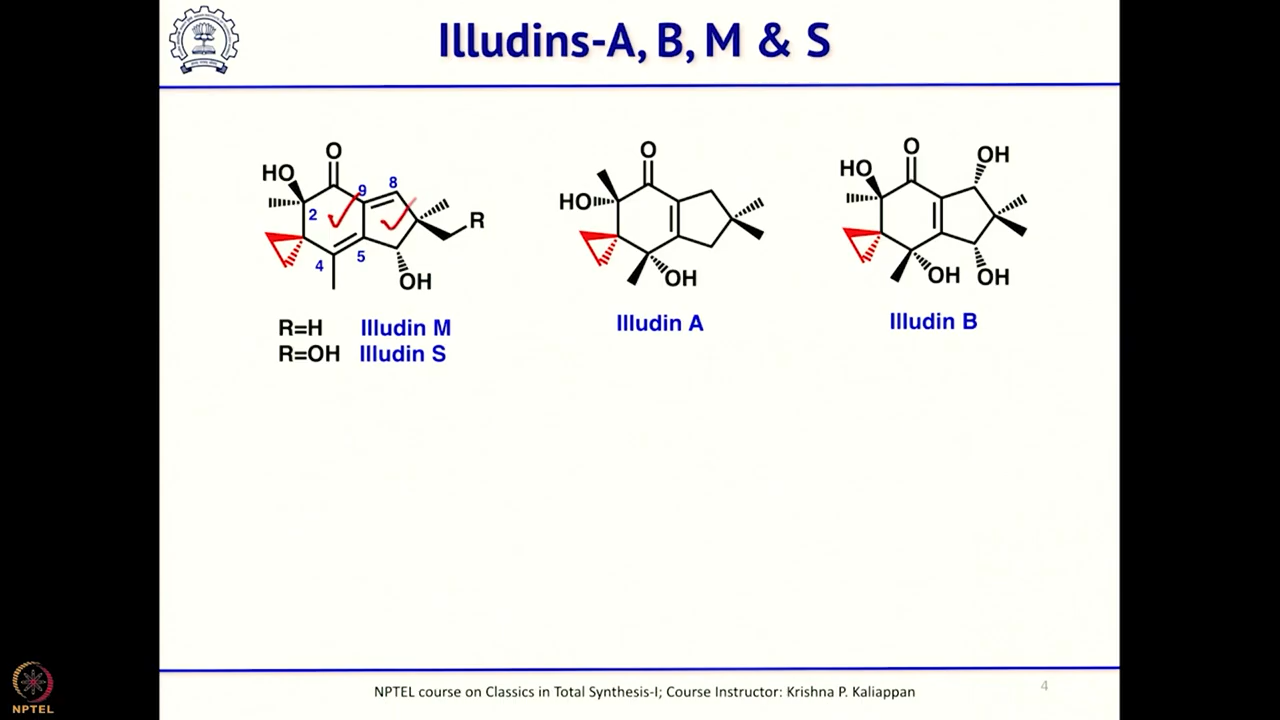 Illudins-A, B, M & S
O
HO
9
8
2
R
4
5
OH
R=H Illudin M
R=OH Illudin S
O
HO
OH
Illudin A
O
HO
OH
OH
OH
Illudin B
NPTEL
NPTEL course on Classics in Total Synthesis-I; Course Instructor: Krishna P. Kaliappan
4